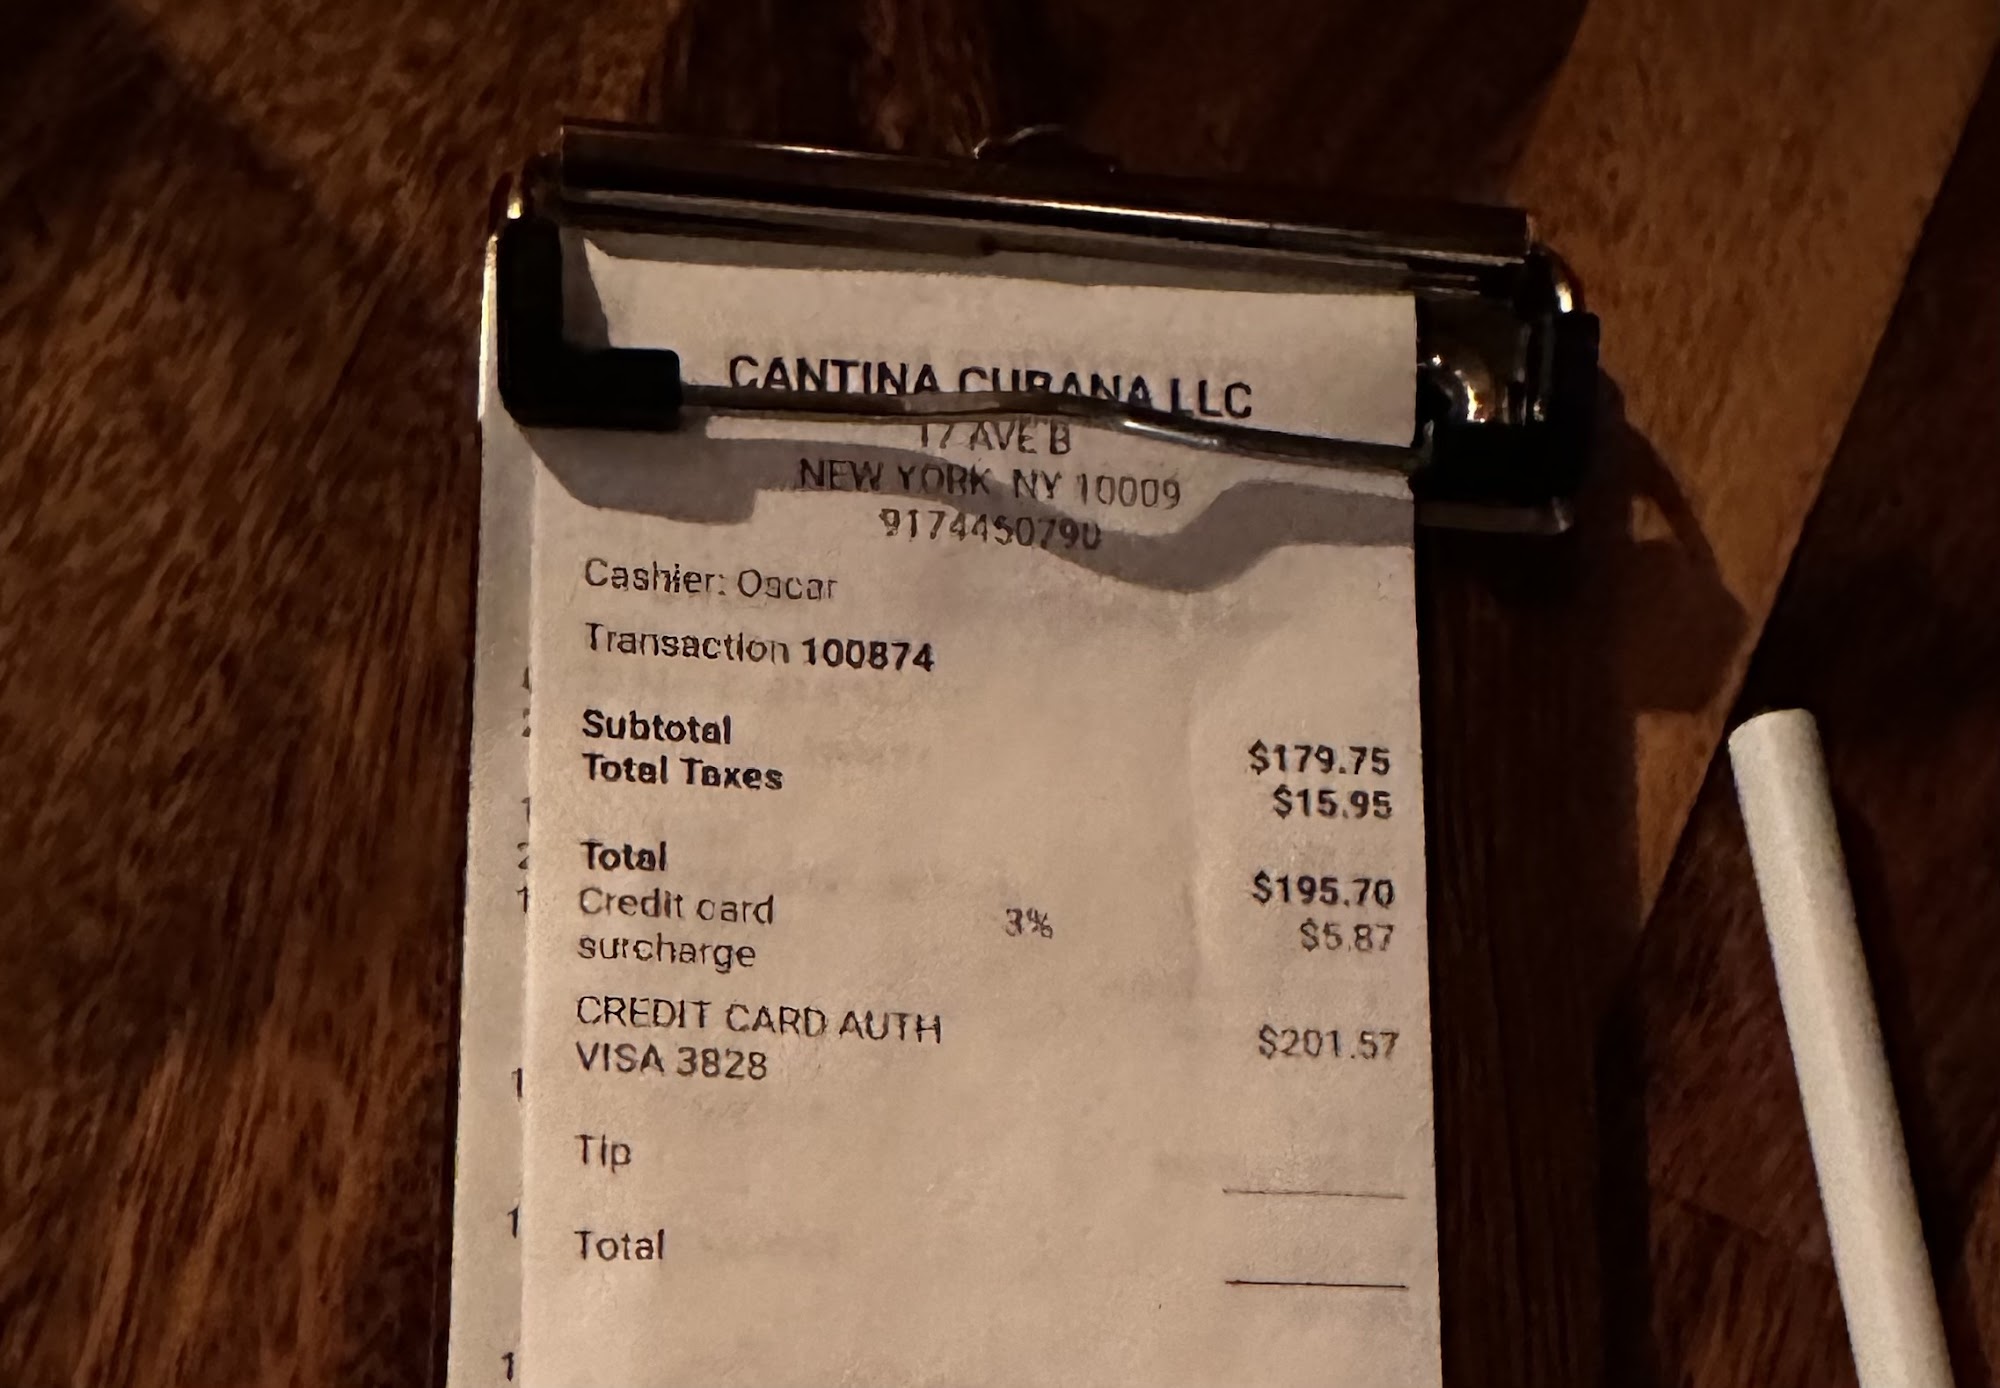 CANTINA CUBANA LLC
17 AVE B
NEW YORK NY 10009
9174450790
Cashier: Oscar
Transaction 100874
Subtotal $179.75
Total Taxes $15.95
Total $195.70
Credit card 3% $5.87
surcharge
CREDIT CARD AUTH $201.57
VISA 3828
Tip
Total